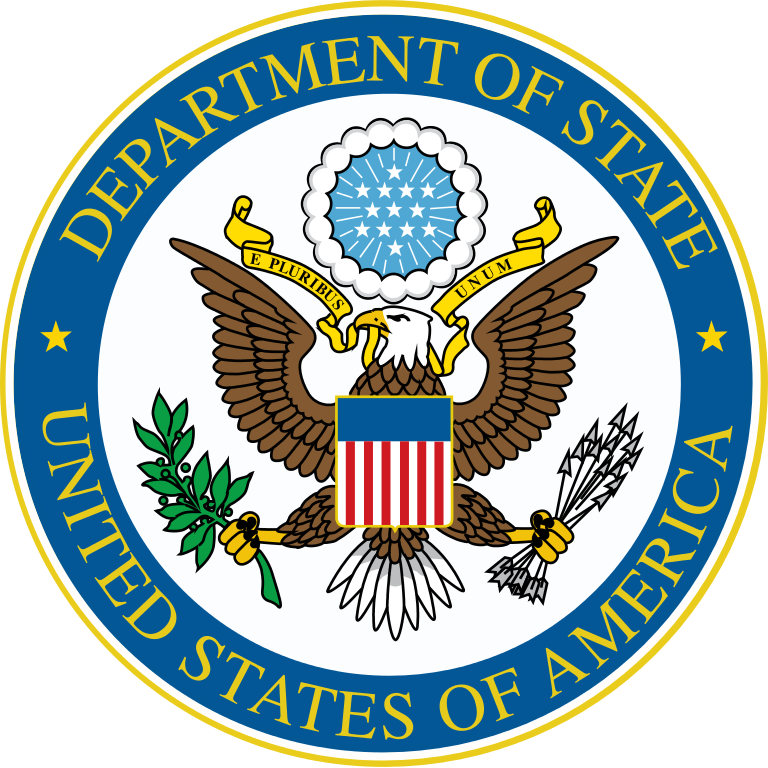 DEPARTMENT OF STATE
E PLURIBUS UNUM
UNITED STATES OF AMERICA